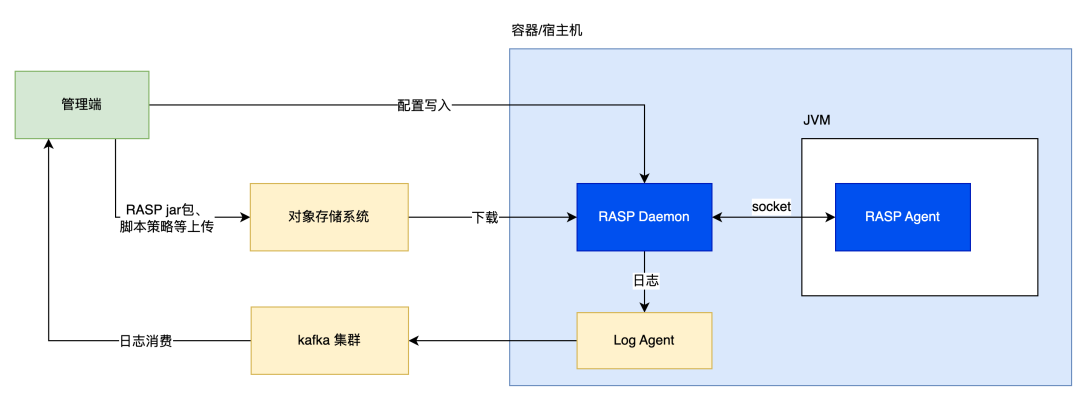 容器/宿主机
管理端
配置写入
JVM
RASP jar包、
脚本策略等上传
对象存储系统
下载
RASP Daemon
socket
RASP Agent
日志
日志消费
kafka 集群
Log Agent